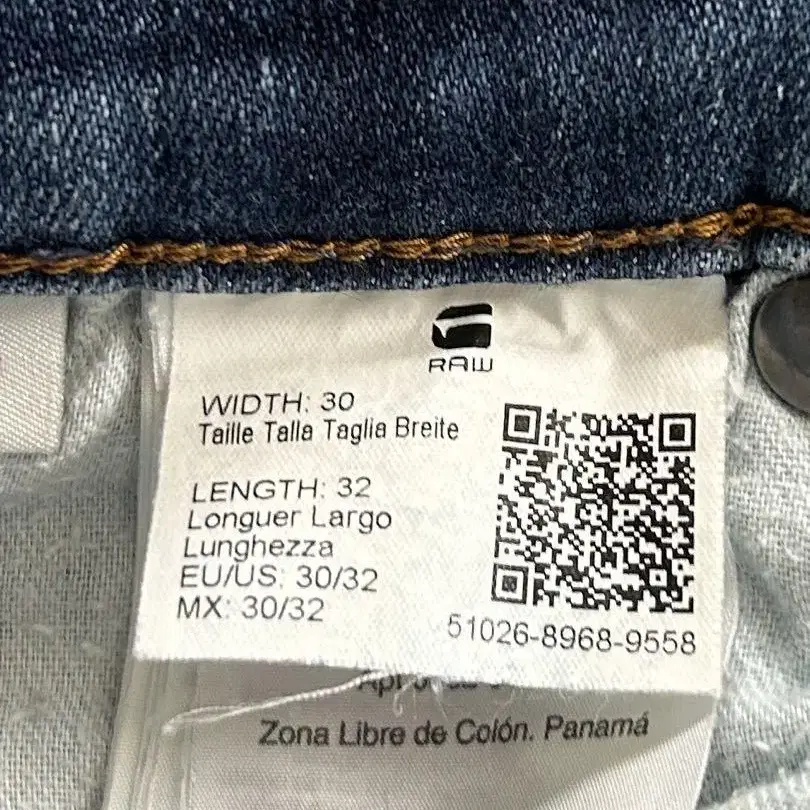 RAW
WIDTH: 30
Taille Talla Taglia Breite
LENGTH: 32
Longuer Largo
Lunghezza
EU/US: 30/32
MX: 30/32
51026-8968-9558
Zona Libre de Colón. Panamá